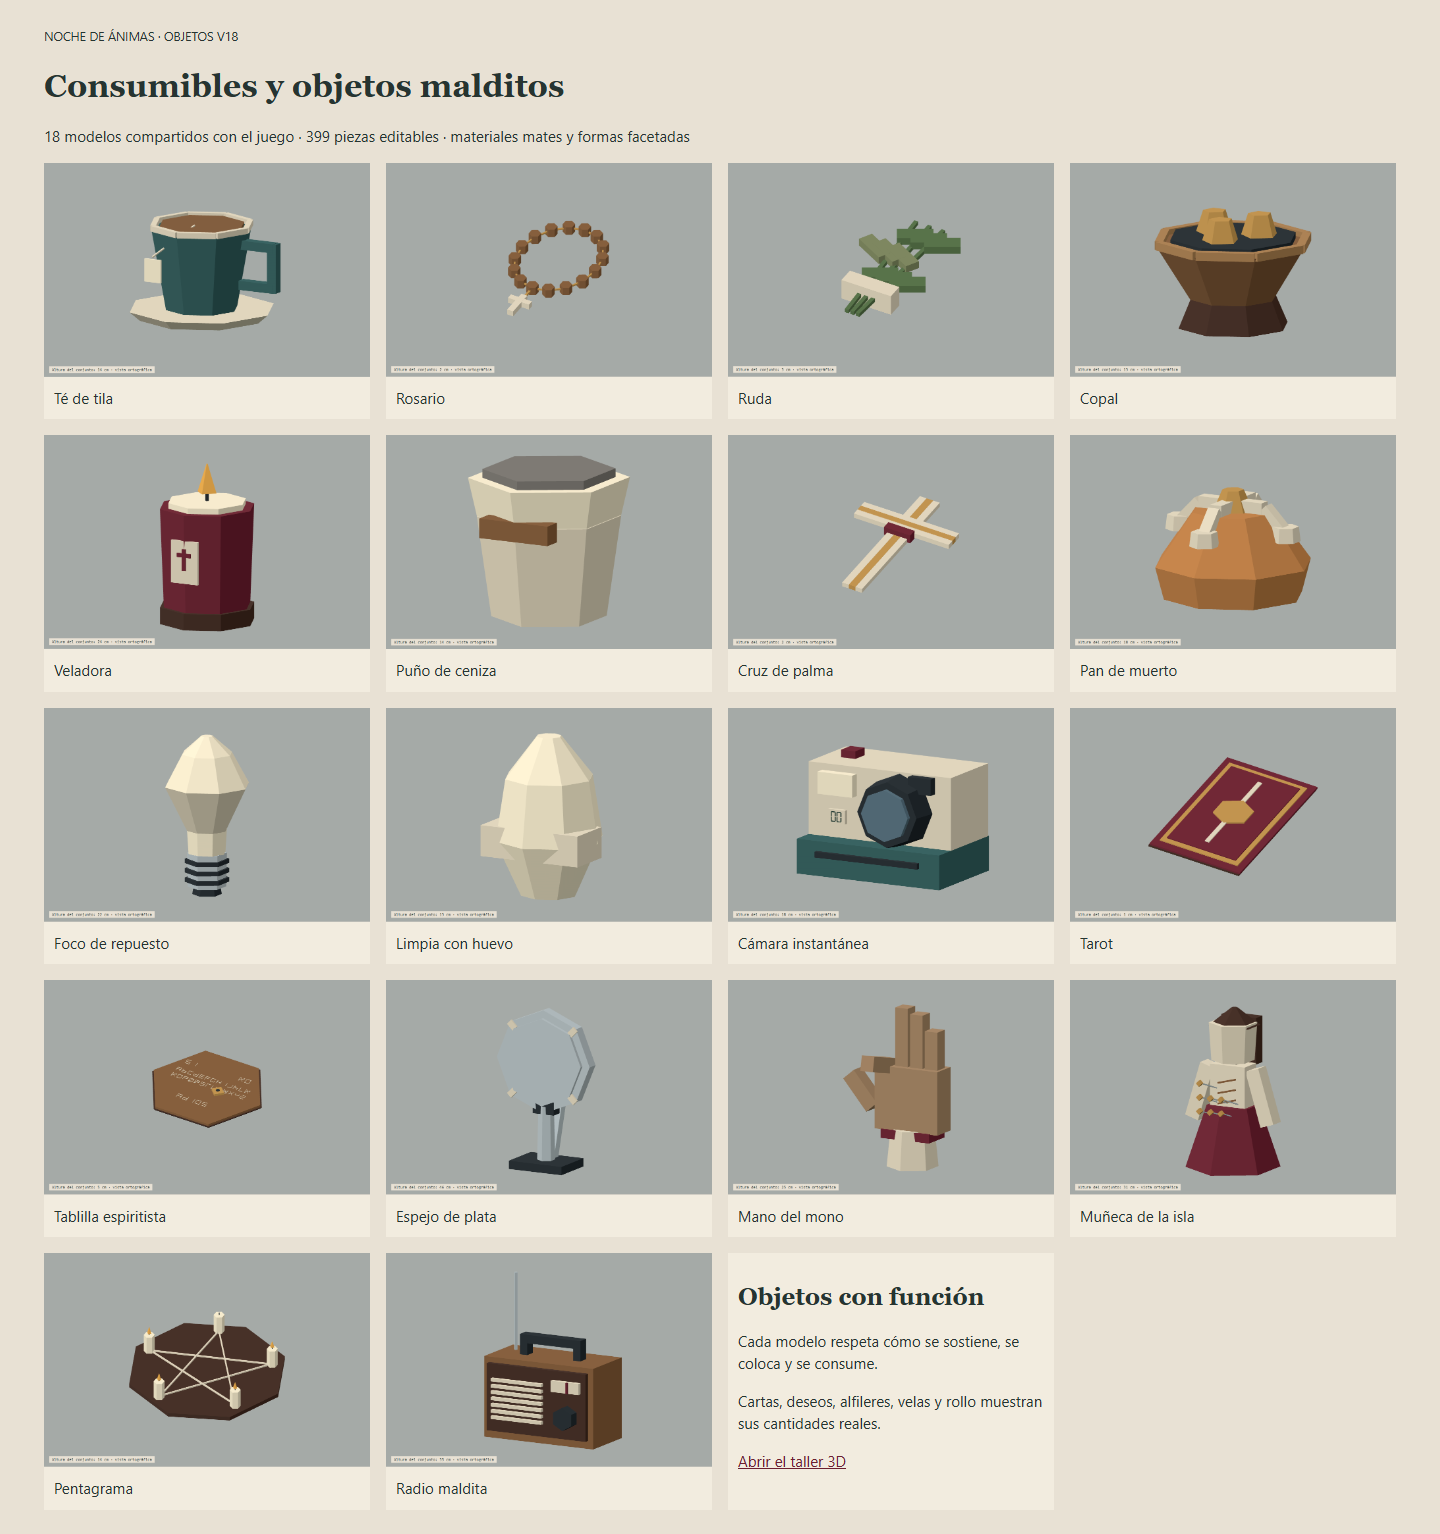 NOCHE DE ÁNIMAS · OBJETOS V18
Consumibles y objetos malditos
18 modelos compartidos con el juego · 399 piezas editables · materiales mates y formas facetadas
Té de tila
Rosario
Ruda
Copal
Veladora
Puño de ceniza
Cruz de palma
Pan de muerto
Foco de repuesto
Limpia con huevo
001
Cámara instantánea
Tarot
Tablilla espiritista
Espejo de plata
Mano del mono
Muñeca de la isla
Pentagrama
Radio maldita
Objetos con función
Cada modelo respeta cómo se sostiene, se
coloca y se consume.
Cartas, deseos, alfileres, velas y rollo muestran
sus cantidades reales.
Abrir el taller 3D